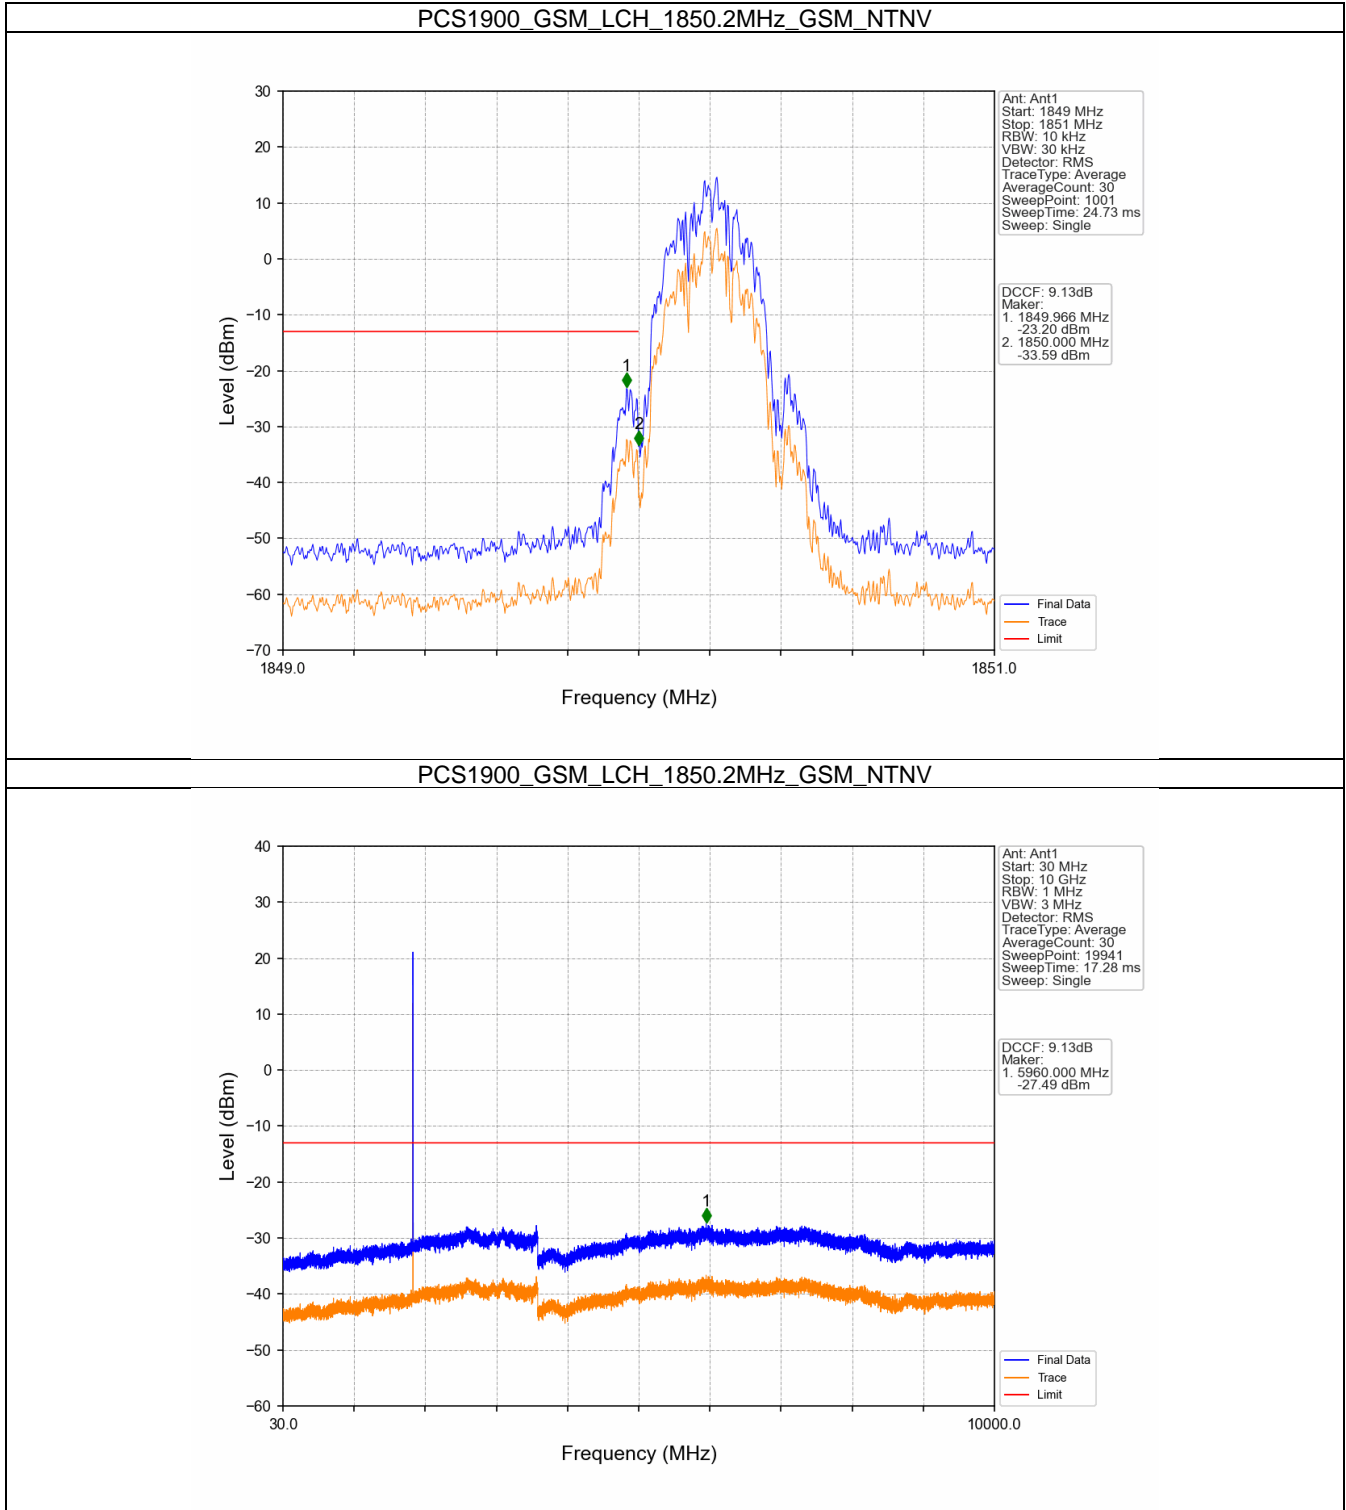 PCS1900_GSM_LCH_1850.2MHz_GSM_NTNV
30
20
10
0
−10
−20
−30
−40
−50
−60
−70
Level (dBm)
1
2
1849.0
1851.0
Frequency (MHz)
Ant: Ant1
Start: 1849 MHz
Stop: 1851 MHz
RBW: 10 kHz
VBW: 30 kHz
Detector: RMS
TraceType: Average
AverageCount: 30
SweepPoint: 1001
SweepTime: 24.73 ms
Sweep: Single
DCCF: 9.13dB
Maker:
1. 1849.966 MHz
-23.20 dBm
2. 1850.000 MHz
-33.59 dBm
Final Data
Trace
Limit
PCS1900_GSM_LCH_1850.2MHz_GSM_NTNV
40
30
20
10
0
−10
−20
−30
−40
−50
−60
Level (dBm)
1
30.0
10000.0
Frequency (MHz)
Ant: Ant1
Start: 30 MHz
Stop: 10 GHz
RBW: 1 MHz
VBW: 3 MHz
Detector: RMS
TraceType: Average
AverageCount: 30
SweepPoint: 19941
SweepTime: 17.28 ms
Sweep: Single
DCCF: 9.13dB
Maker:
1. 5960.000 MHz
-27.49 dBm
Final Data
Trace
Limit